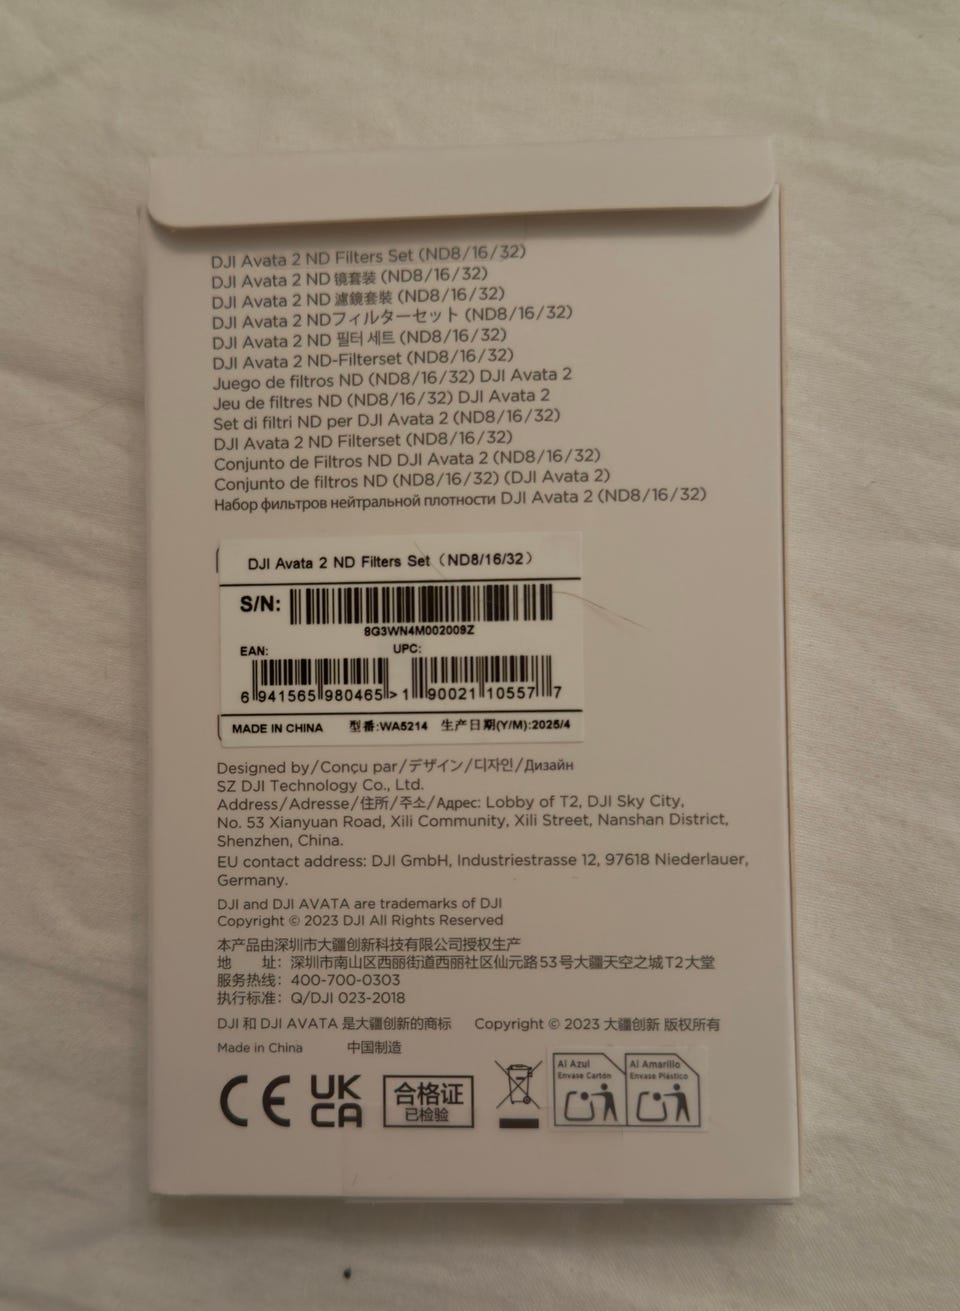 DJI Avata 2 ND Filters Set (ND8/16/32)
DJI Avata 2 ND 镜套装 (ND8/16/32)
DJI Avata 2 ND 濾鏡套裝 (ND8/16/32)
DJI Avata 2 NDフィルターセット (ND8/16/32)
DJI Avata 2 ND 필터 세트 (ND8/16/32)
DJI Avata 2 ND-Filterset (ND8/16/32)
Juego de filtros ND (ND8/16/32) DJI Avata 2
Jeu de filtres ND (ND8/16/32) DJI Avata 2
Set di filtri ND per DJI Avata 2 (ND8/16/32)
DJI Avata 2 ND Filterset (ND8/16/32)
Conjunto de Filtros ND DJI Avata 2 (ND8/16/32)
Conjunto de filtros ND (ND8/16/32) (DJI Avata 2)
Набор фильтров нейтральной плотности DJI Avata 2 (ND8/16/32)
DJI Avata 2 ND Filters Set（ND8/16/32）
S/N:
8G3WN4M002009Z
EAN: UPC:
6 941565 980465 > 1 90021 10557 7
MADE IN CHINA 型番:WA5214 生产日期(Y/M):2025/4
Designed by/Conçu par/デザイン/디자인/Дизайн
SZ DJI Technology Co., Ltd.
Address/Adresse/住所/주소/Адрес: Lobby of T2, DJI Sky City,
No. 53 Xianyuan Road, Xili Community, Xili Street, Nanshan District,
Shenzhen, China.
EU contact address: DJI GmbH, Industriestrasse 12, 97618 Niederlauer,
Germany.
DJI and DJI AVATA are trademarks of DJI
Copyright © 2023 DJI All Rights Reserved
本产品由深圳市大疆创新科技有限公司授权生产
地 址：深圳市南山区西丽街道西丽社区仙元路53号大疆天空之城T2大堂
服务热线：400-700-0303
执行标准：Q/DJI 023-2018
DJI 和 DJI AVATA 是大疆创新的商标 Copyright © 2023 大疆创新 版权所有
Made in China 中国制造
CE UK CA
合格证
已检验
Al Azul
Envase Cartón
Al Amarillo
Envase Plástico